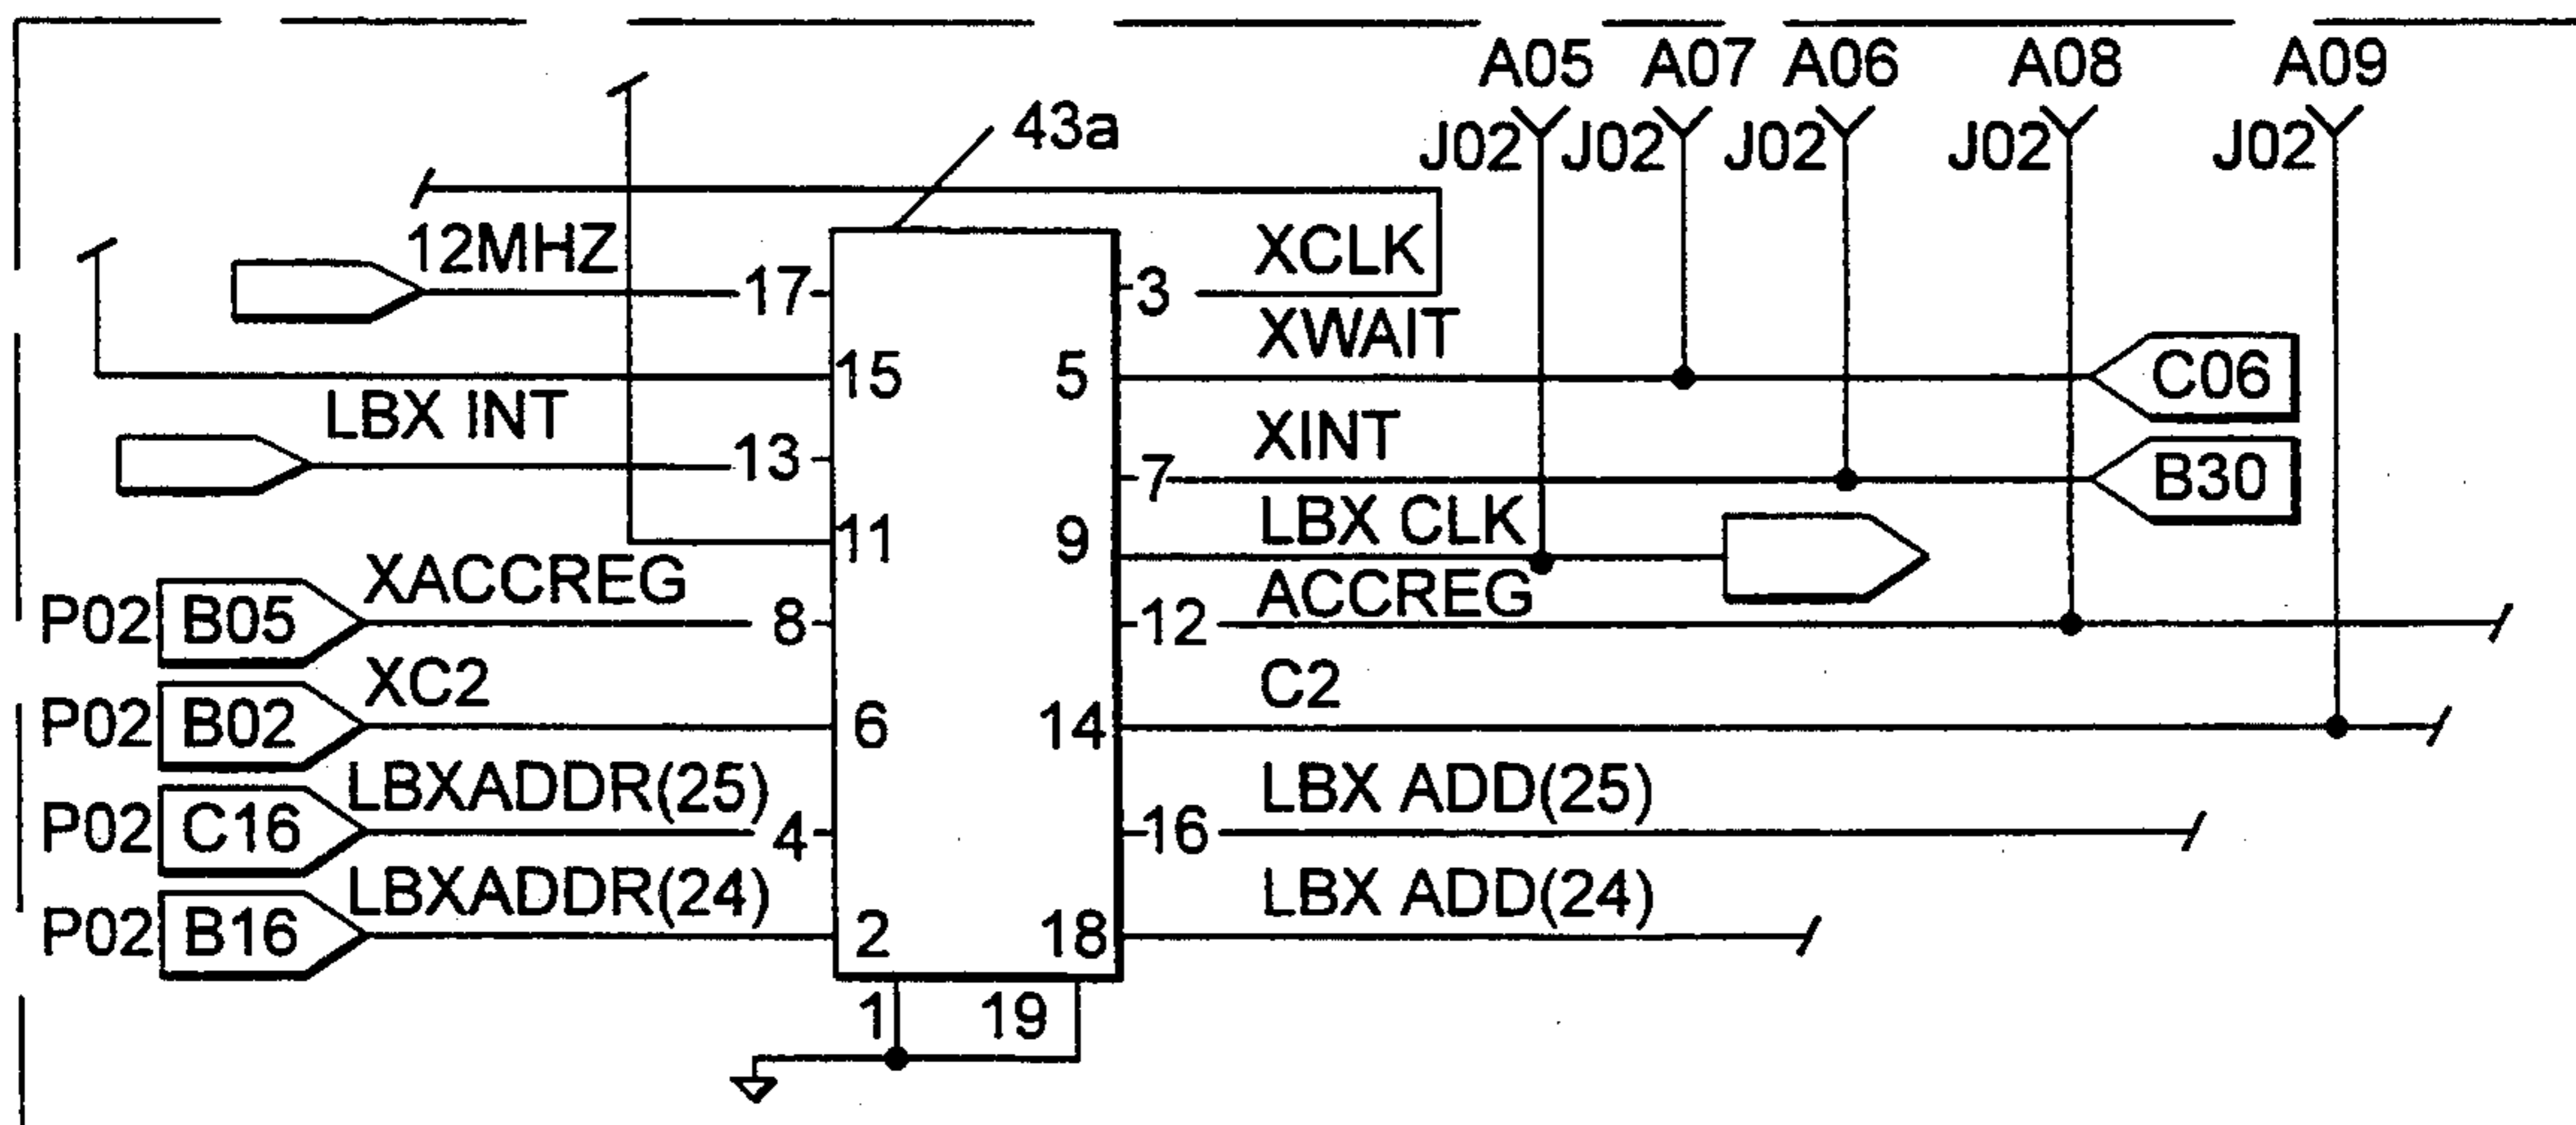 A05 A07 A06 A08 A09
J02 J02 J02 J02 J02
43a
12MHZ 17 3 XCLK
15 5 XWAIT C06
LBX INT 13 7 XINT B30
11 9 LBX CLK
P02 B05 XACCREG 8 12 ACCREG
P02 B02 XC2 6 14 C2
P02 C16 LBXADDR(25) 4 16 LBX ADD(25)
P02 B16 LBXADDR(24) 2 18 LBX ADD(24)
1 19